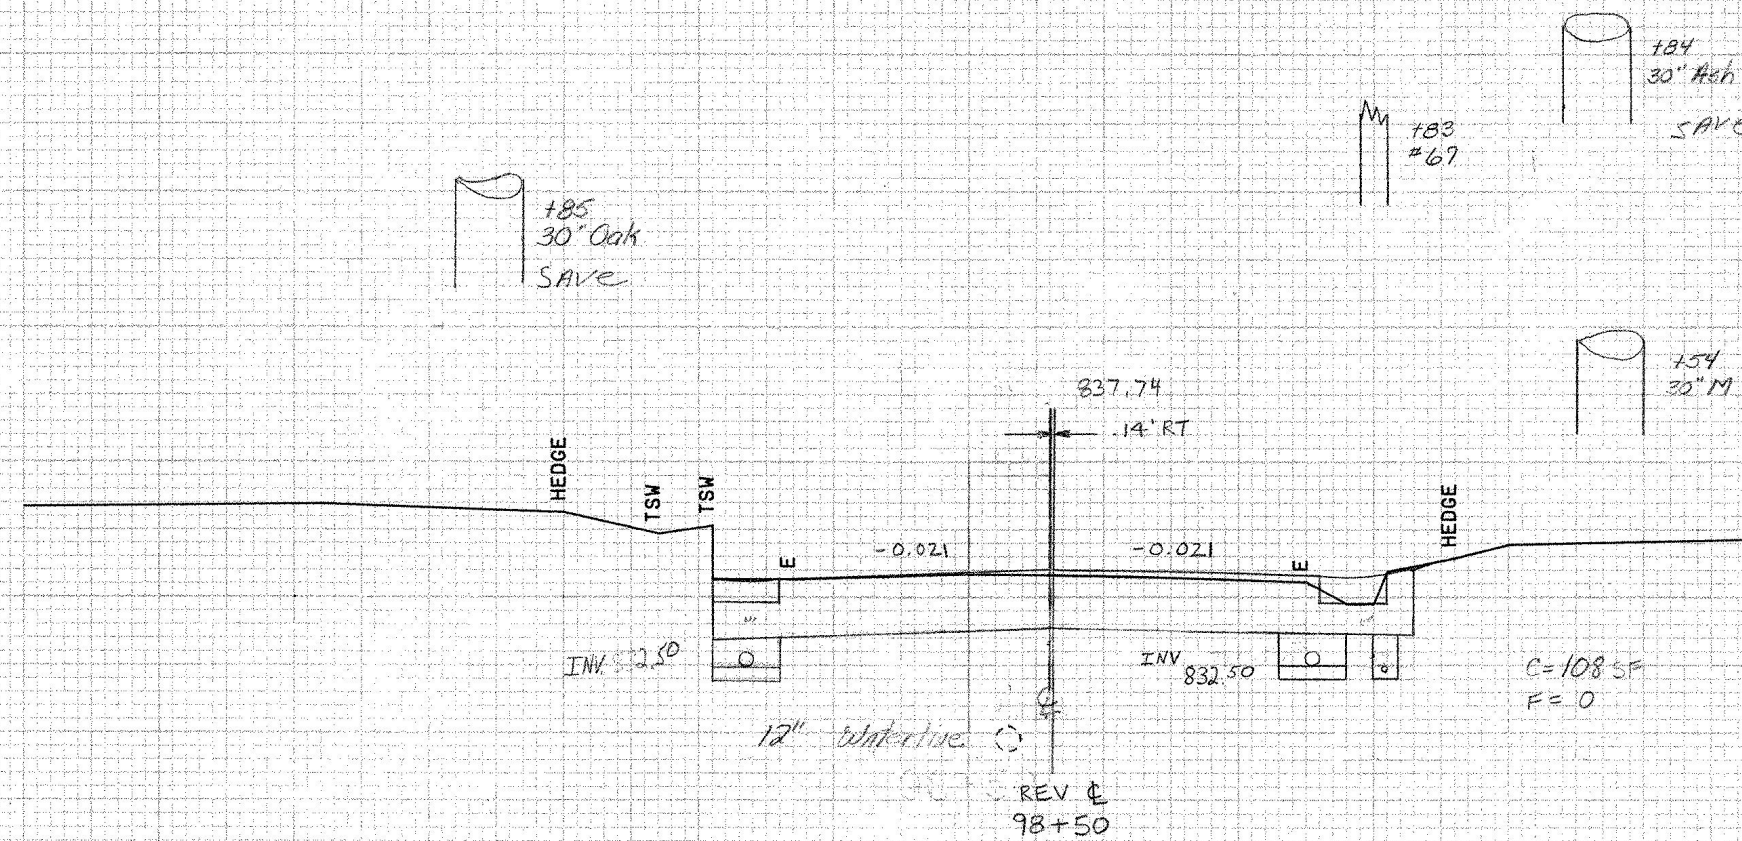 +84
30" Ash
SAVE
+83
#67
+85
30" Oak
SAVE
+54
30" M
837.74
.14' RT
HEDGE
TSW
TSW
E
-0.021
-0.021
E
HEDGE
INV. 832.50
INV
832.50
C=108 SF
F= 0
℄
12" Waterline
REV ℄
98+50